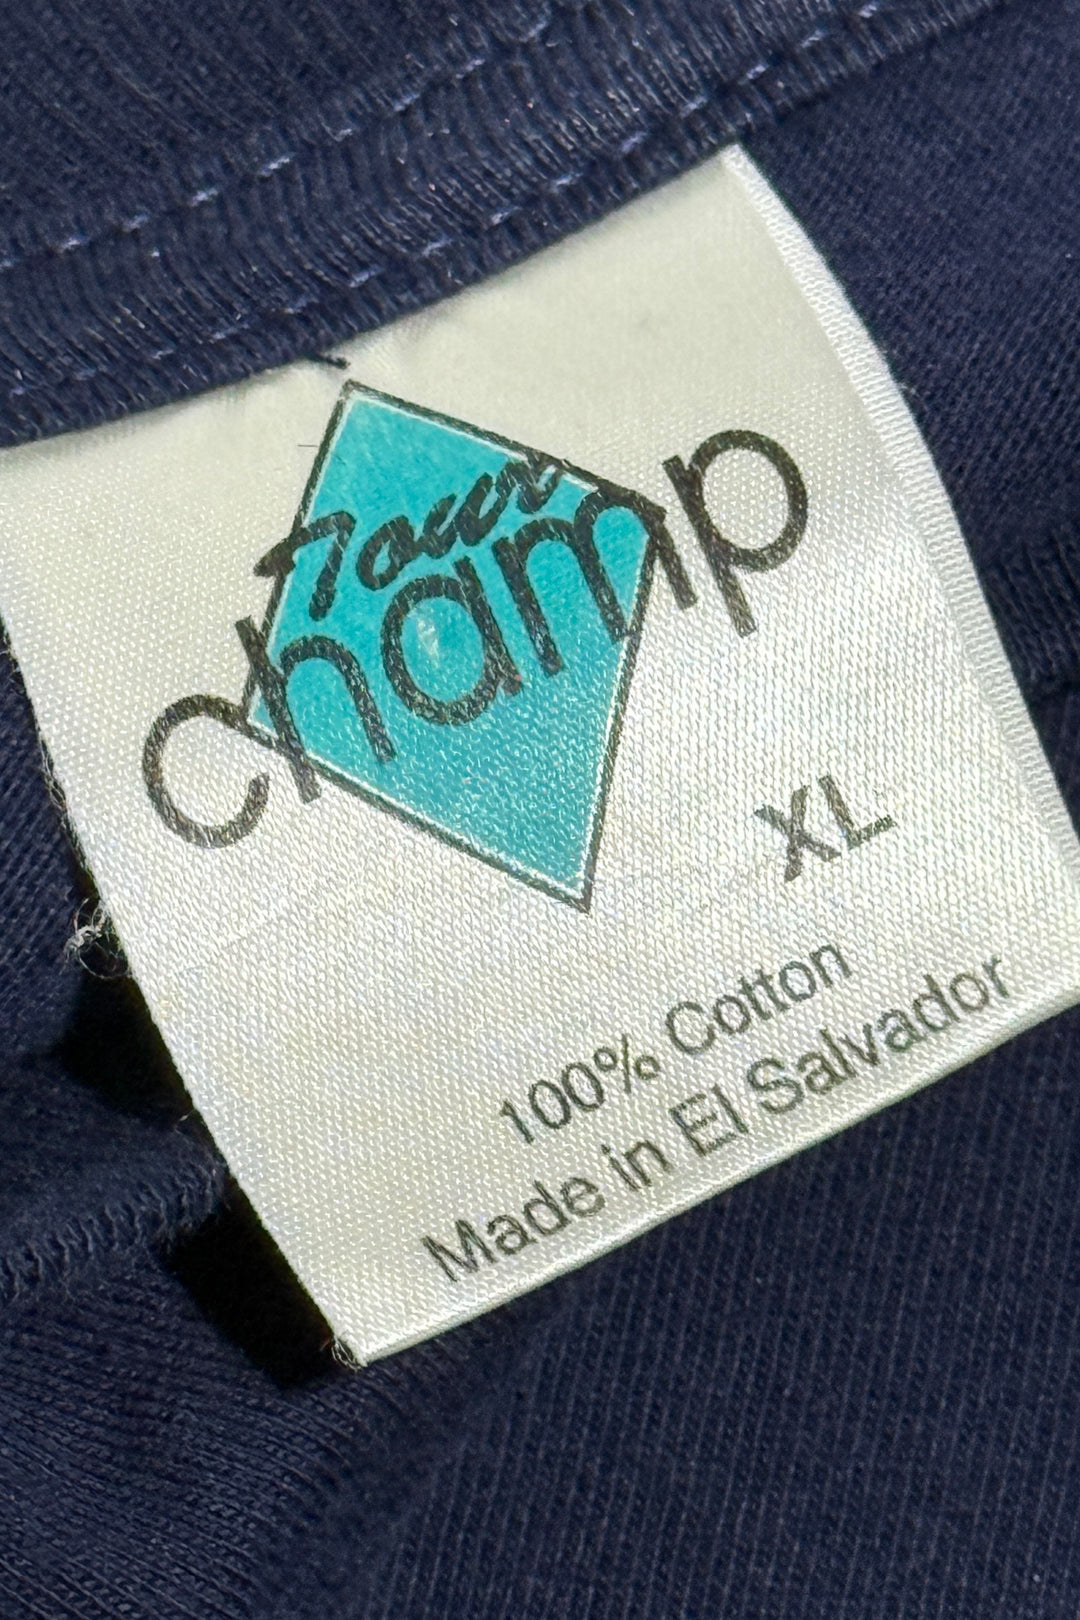 Tour
champ
XL
100% Cotton
Made in El Salvador